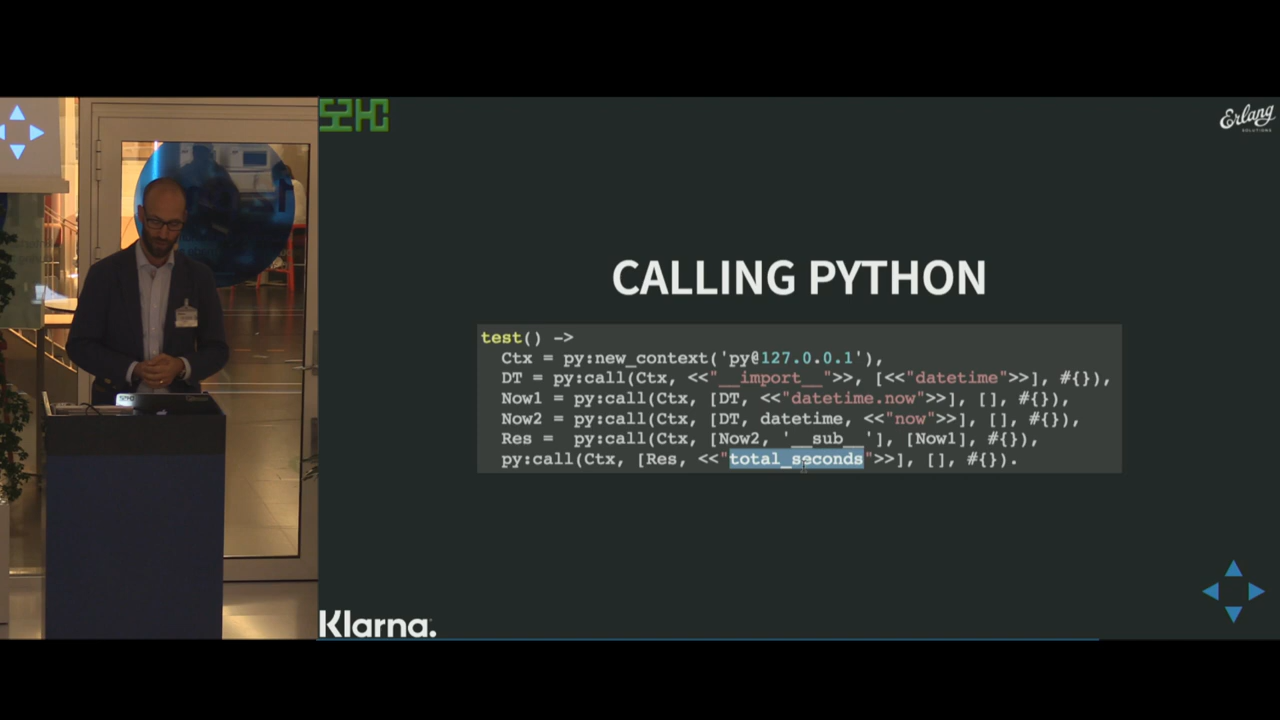 Erlang
SOLUTIONS
CALLING PYTHON
test() ->
  Ctx = py:new_context('py@127.0.0.1'),
  DT = py:call(Ctx, <<"__import__">>, [<<"datetime">>], #{}),
  Now1 = py:call(Ctx, [DT, <<"datetime.now">>], [], #{}),
  Now2 = py:call(Ctx, [DT, datetime, <<"now">>], [], #{}),
  Res =  py:call(Ctx, [Now2, '__sub__'], [Now1], #{}),
  py:call(Ctx, [Res, <<"total_seconds">>], [], #{}).
Klarna.